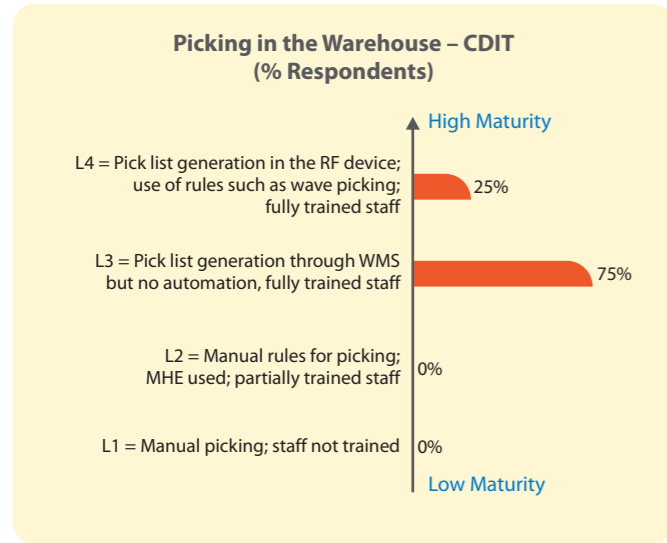 Picking in the Warehouse – CDIT
(% Respondents)
High Maturity
L4 = Pick list generation in the RF device;
use of rules such as wave picking;
fully trained staff
25%
L3 = Pick list generation through WMS
but no automation, fully trained staff
75%
L2 = Manual rules for picking;
MHE used; partially trained staff
0%
L1 = Manual picking; staff not trained
0%
Low Maturity